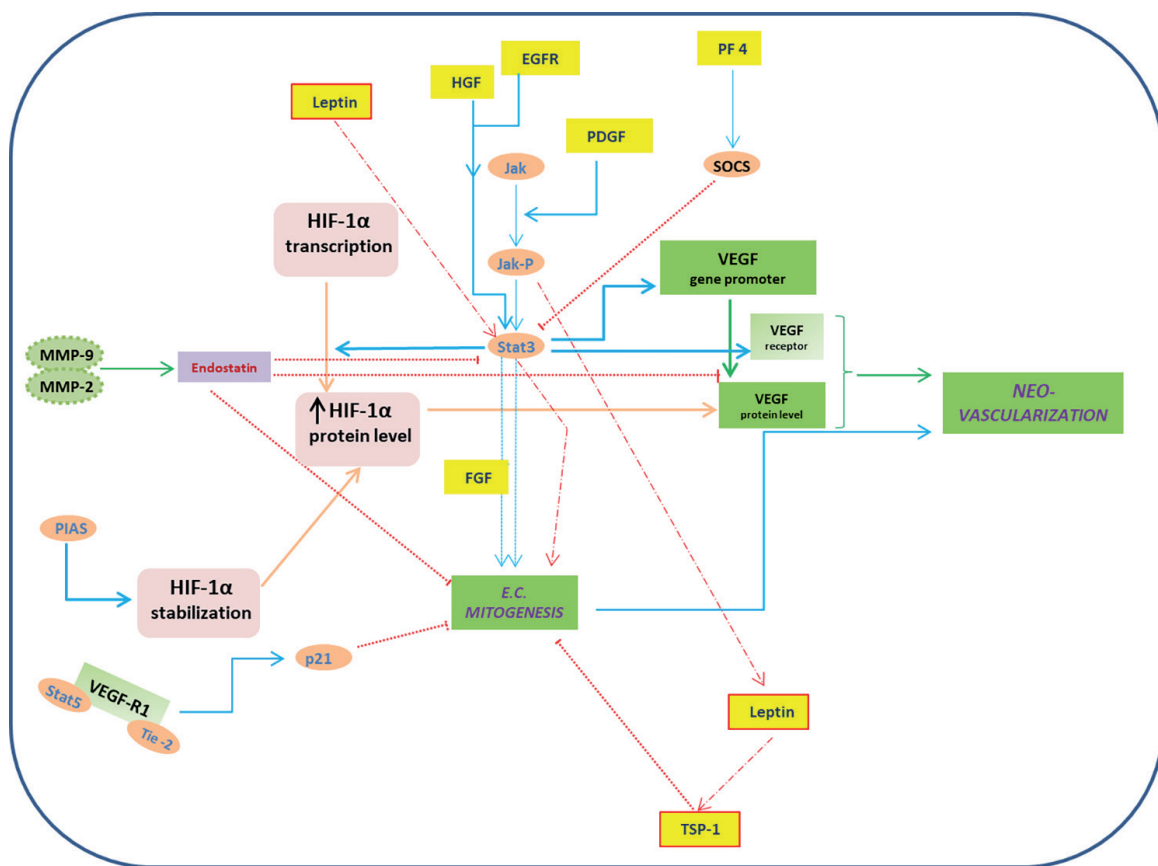 EGFR
PF 4
HGF
Leptin
PDGF
Jak
SOCS
HIF-1α
transcription
VEGF
gene promoter
Jak-P
VEGF
receptor
Stat3
MMP-9
MMP-2
Endostatin
↑ HIF-1α
protein level
VEGF
protein level
NEO-
VASCULARIZATION
FGF
PIAS
HIF-1α
stabilization
E.C.
MITOGENESIS
p21
Stat5
VEGF-R1
Tie -2
Leptin
TSP-1